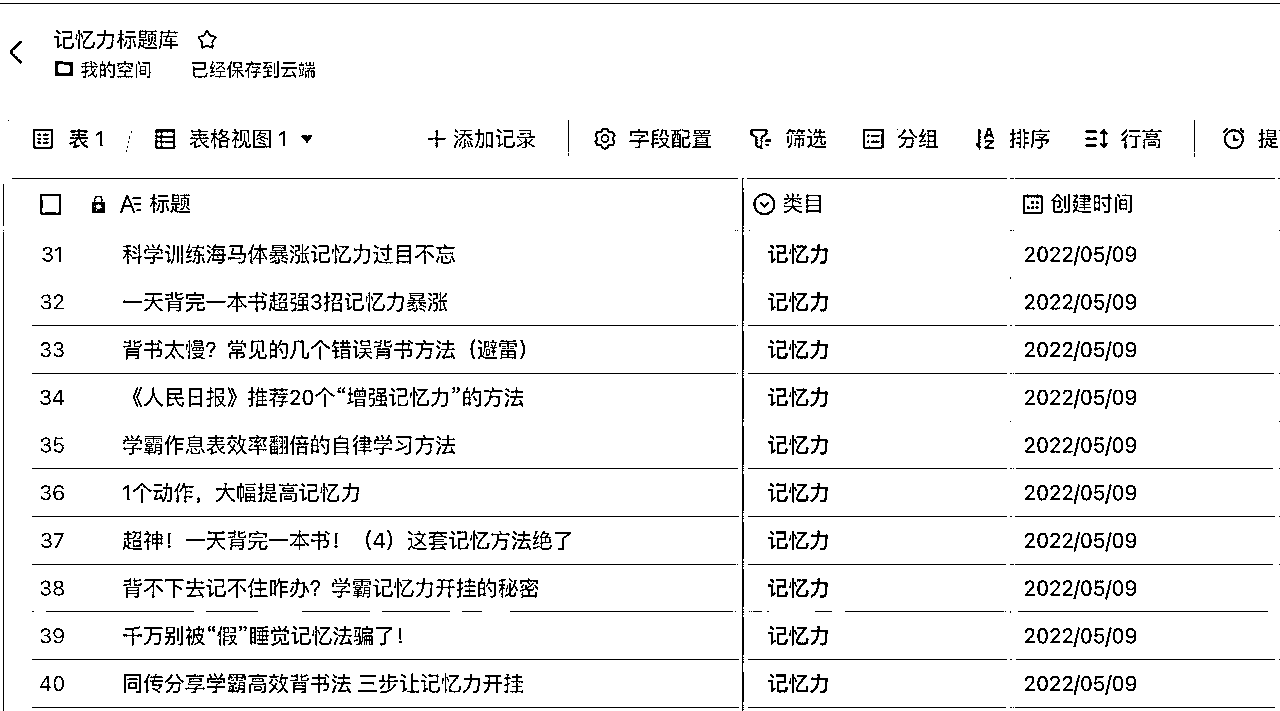 记忆力标题库
我的空间 已经保存到云端
表 1 / 表格视图 1 添加记录 字段配置 筛选 分组 排序 行高 提
标题 类目 创建时间
31 科学训练海马体暴涨记忆力过目不忘 记忆力 2022/05/09
32 一天背完一本书超强3招记忆力暴涨 记忆力 2022/05/09
33 背书太慢？常见的几个错误背书方法（避雷） 记忆力 2022/05/09
34 《人民日报》推荐20个“增强记忆力”的方法 记忆力 2022/05/09
35 学霸作息表效率翻倍的自律学习方法 记忆力 2022/05/09
36 1个动作，大幅提高记忆力 记忆力 2022/05/09
37 超神！一天背完一本书！（4）这套记忆方法绝了 记忆力 2022/05/09
38 背不下去记不住咋办？学霸记忆力开挂的秘密 记忆力 2022/05/09
39 千万别被“假”睡觉记忆法骗了！ 记忆力 2022/05/09
40 同传分享学霸高效背书法 三步让记忆力开挂 记忆力 2022/05/09